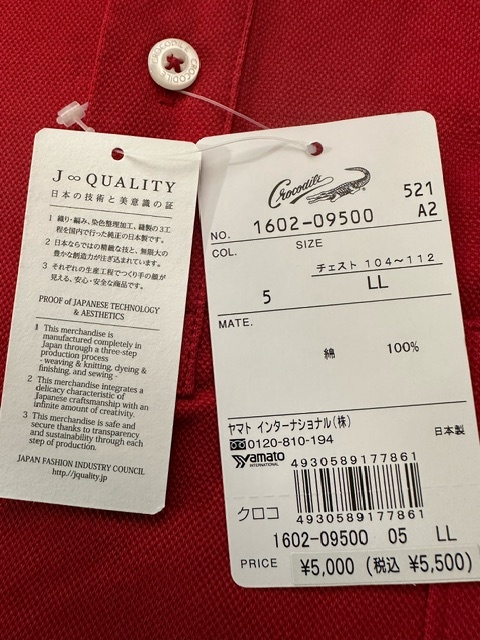 CROCODILE CROCODILE
J∞QUALITY
日本の技術と美意識の証
1 織り・編み、染色整理加工、縫製の3工
程を国内で行った純正の日本製です。
2 日本ならではの精緻な技と、無限大の
豊かな創造力が注ぎ込まれています。
3 それぞれの生産工程でつくり手の顔が
見える、安心・安全な商品です。
PROOF of JAPANESE TECHNOLOGY
& AESTHETICS
1 This merchandise is
manufactured completely in
Japan through a three-step
production process
- weaving & knitting, dyeing &
finishing, and sewing -
2 This merchandise integrates a
delicacy characteristic of
Japanese craftsmanship with an
infinite amount of creativity.
3 This merchandise is safe and
secure thanks to transparency
and sustainability through each
step of production.
JAPAN FASHION INDUSTRY COUNCIL
http://jquality.jp
Crocodile ®
521
NO. 1602-09500 A2
COL. SIZE
チェスト 104~112
5 LL
MATE.
綿 100%
ヤマト インターナショナル(株)
0120-810-194 日本製
yamato
INTERNATIONAL
4930589177861
クロコ
4930589177861
1602-09500 05 LL
PRICE ¥5,000 (税込 ¥5,500)